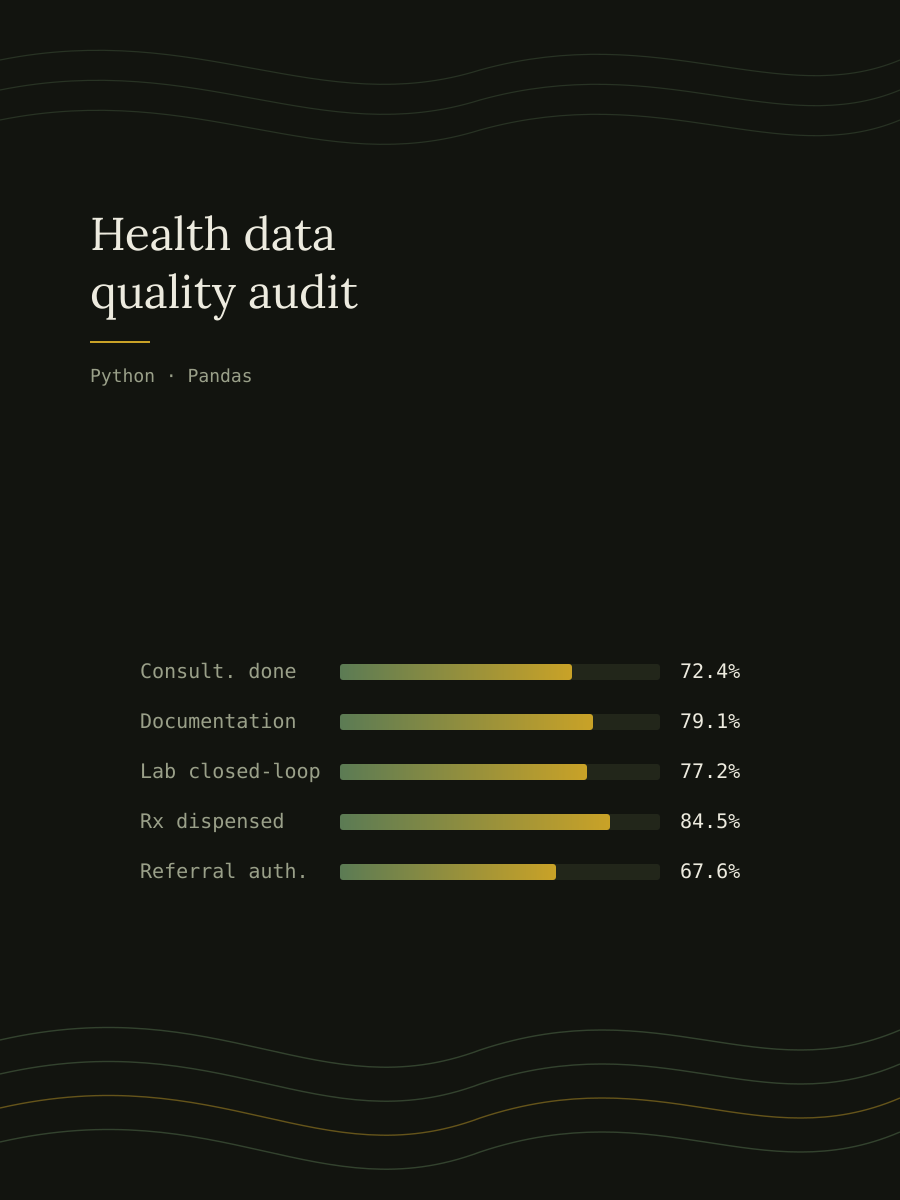 Health data
quality audit
Python · Pandas
Consult. done 72.4%
Documentation 79.1%
Lab closed-loop 77.2%
Rx dispensed 84.5%
Referral auth. 67.6%